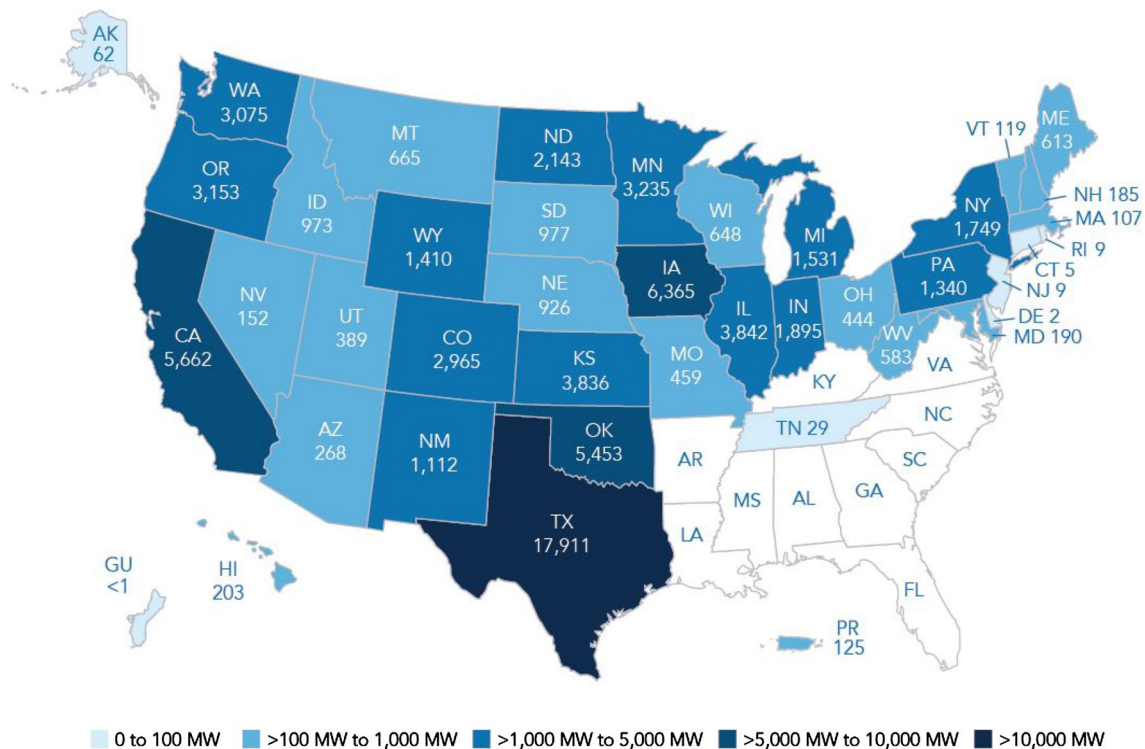 AK
62
WA
3,075
MT
665
ND
2,143
MN
3,235
VT 119
ME
613
OR
3,153
ID
973
SD
977
WI
648
NH 185
NY
1,749
MA 107
WY
1,410
MI
1,531
RI 9
IA
6,365
PA
1,340
CT 5
NJ 9
NV
152
NE
926
OH
444
DE 2
MD 190
UT
389
IL
3,842
IN
1,895
CA
5,662
CO
2,965
WV
583
KS
3,836
MO
459
VA
KY
NC
AZ
268
NM
1,112
OK
5,453
TN 29
AR
SC
MS
AL
GA
TX
17,911
LA
GU
<1
HI
203
FL
PR
125
0 to 100 MW >100 MW to 1,000 MW >1,000 MW to 5,000 MW >5,000 MW to 10,000 MW >10,000 MW